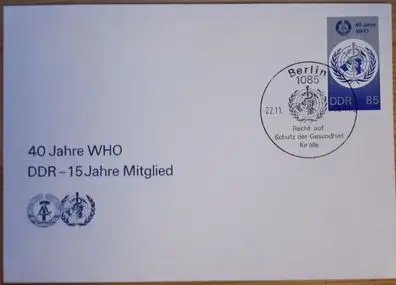 40 Jahre
WHO
DDR 85
Berlin
1085
22.11.
Recht auf
Schutz der Gesundheit
für alle
40 Jahre WHO
DDR – 15 Jahre Mitglied